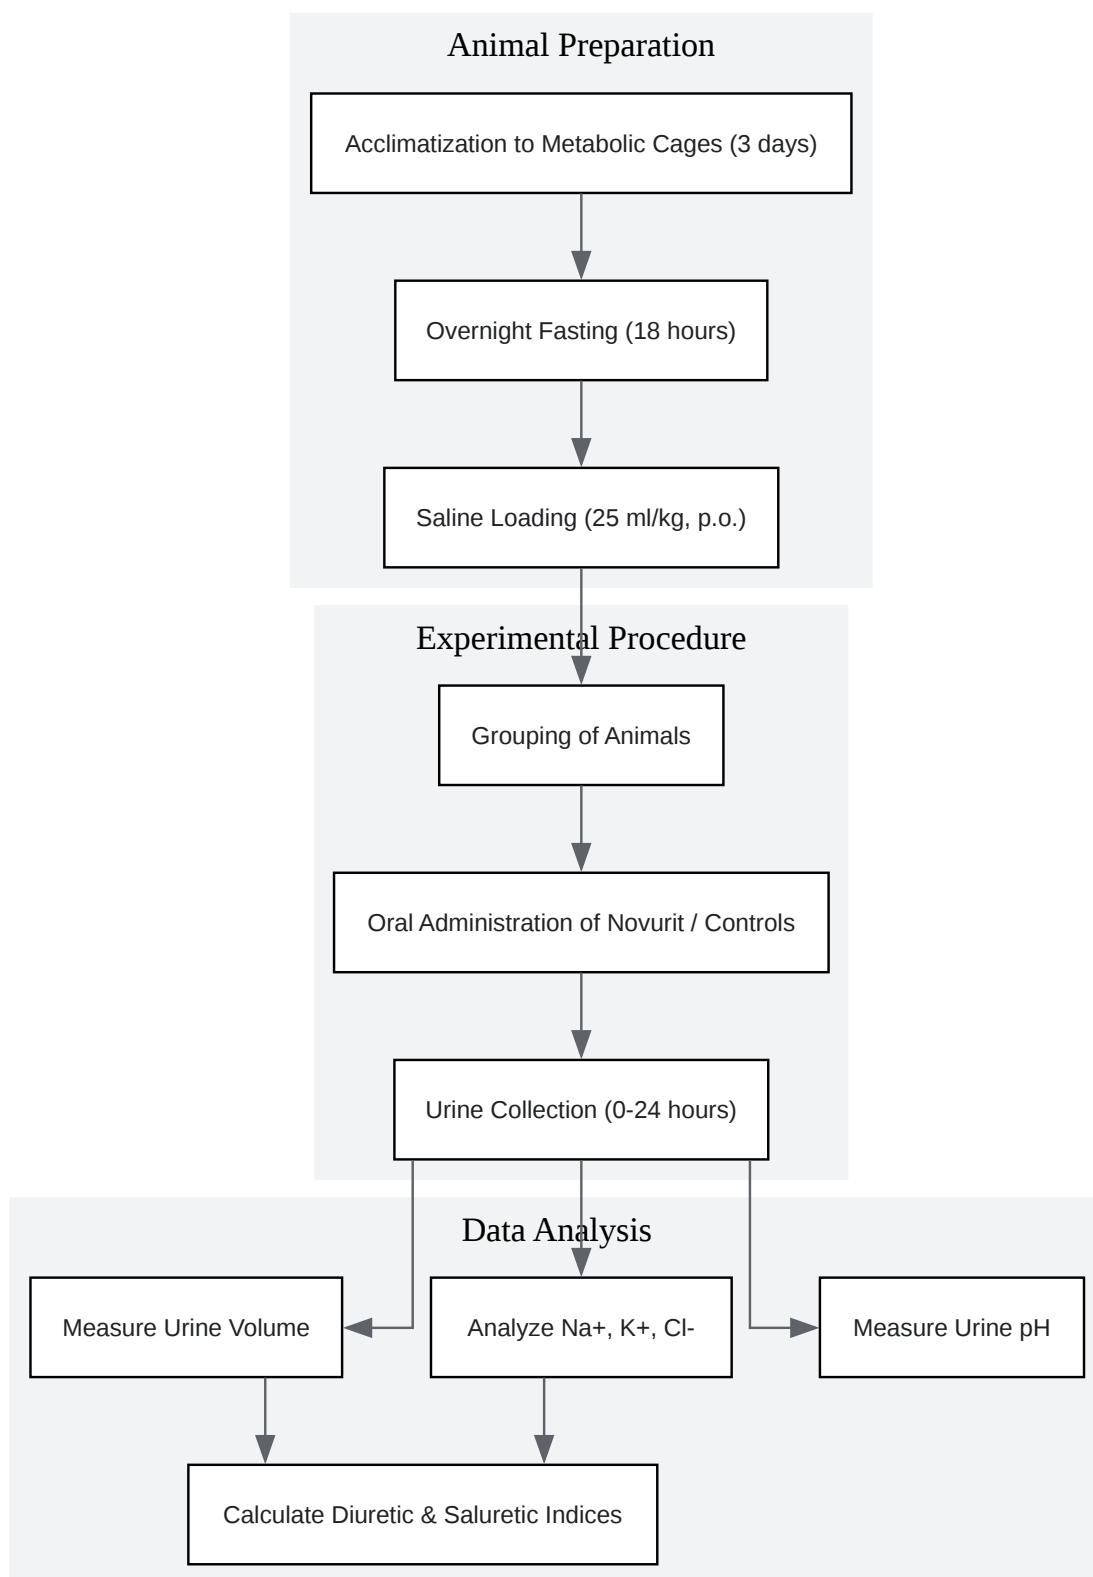 Animal Preparation
Acclimatization to Metabolic Cages (3 days)
Overnight Fasting (18 hours)
Saline Loading (25 ml/kg, p.o.)
Experimental Procedure
Grouping of Animals
Oral Administration of Novurit / Controls
Urine Collection (0-24 hours)
Data Analysis
Measure Urine Volume
Analyze Na+, K+, Cl-
Measure Urine pH
Calculate Diuretic & Saluretic Indices